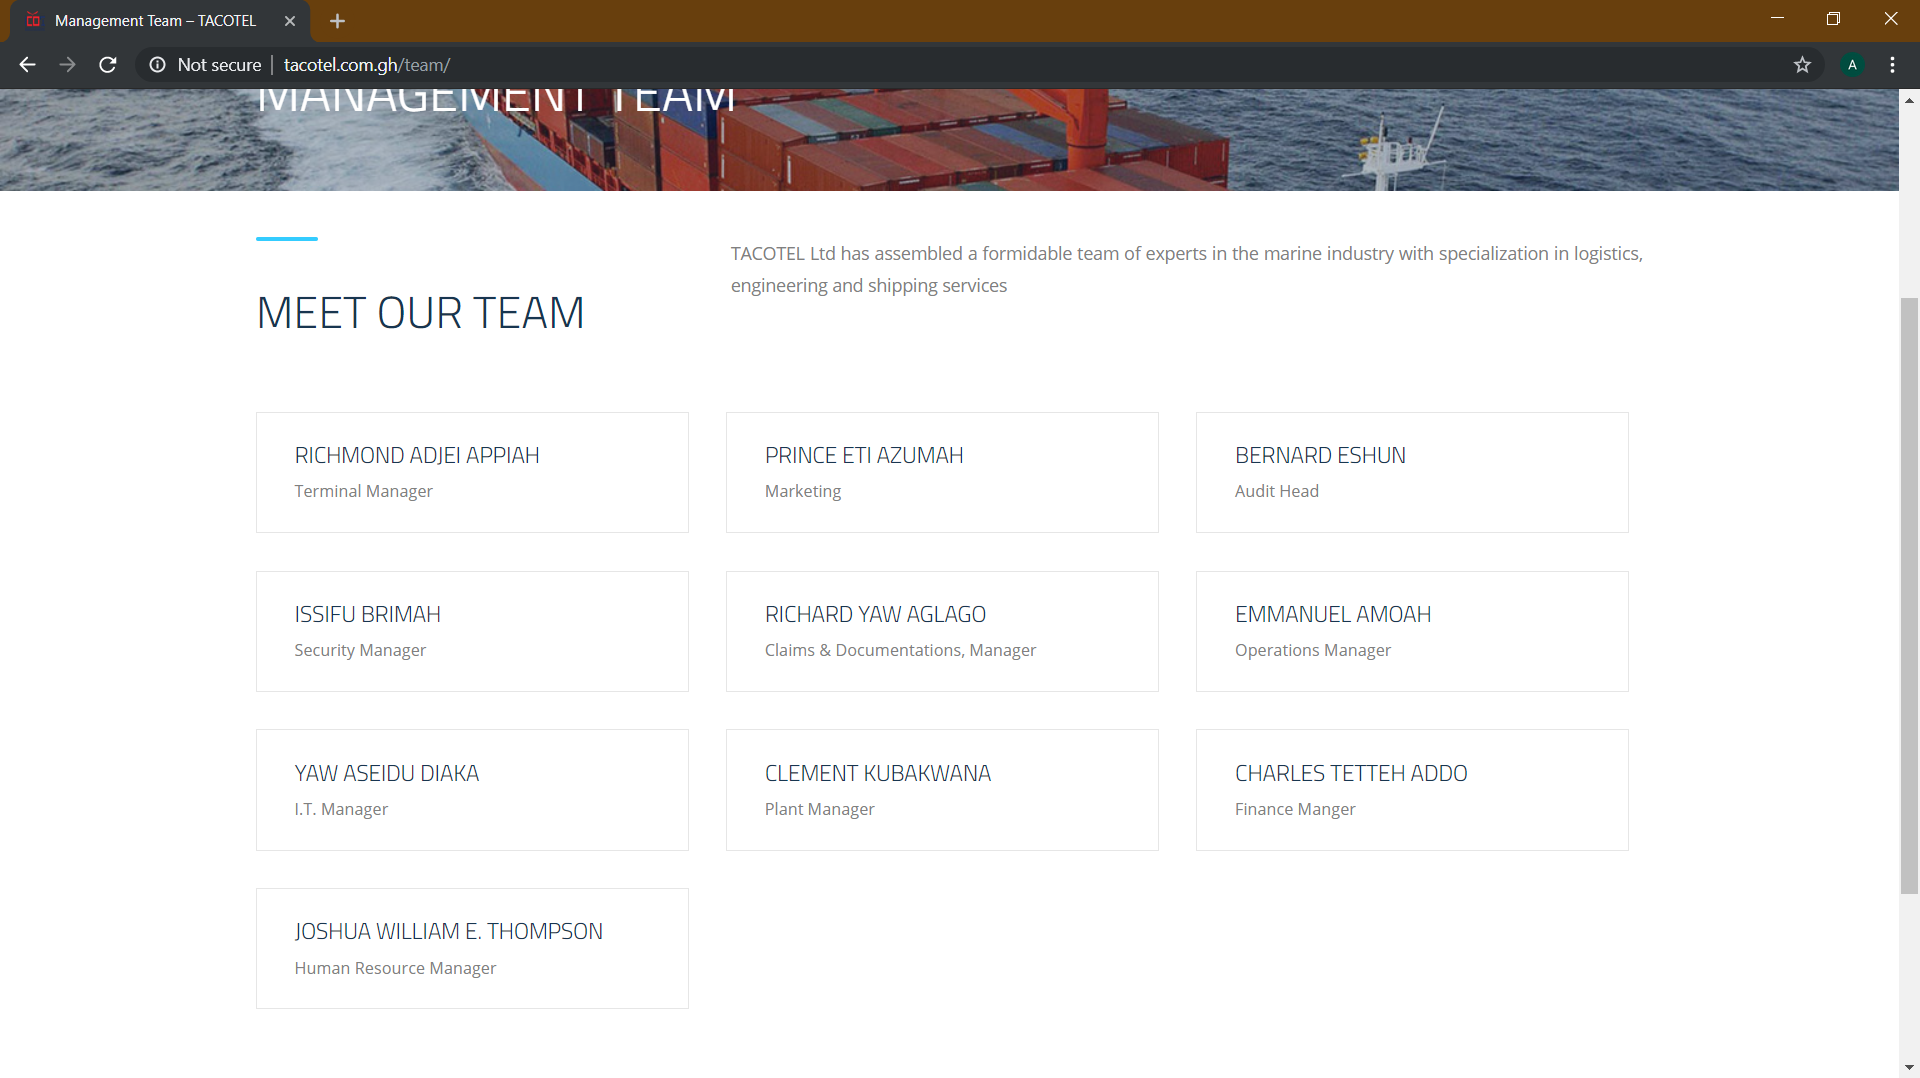 Management Team – TACOTEL
Not secure | tacotel.com.gh/team/
A
MANAGEMENT TEAM
TACOTEL Ltd has assembled a formidable team of experts in the marine industry with specialization in logistics,
engineering and shipping services
MEET OUR TEAM
RICHMOND ADJEI APPIAH
Terminal Manager
PRINCE ETI AZUMAH
Marketing
BERNARD ESHUN
Audit Head
ISSIFU BRIMAH
Security Manager
RICHARD YAW AGLAGO
Claims & Documentations, Manager
EMMANUEL AMOAH
Operations Manager
YAW ASEIDU DIAKA
I.T. Manager
CLEMENT KUBAKWANA
Plant Manager
CHARLES TETTEH ADDO
Finance Manger
JOSHUA WILLIAM E. THOMPSON
Human Resource Manager